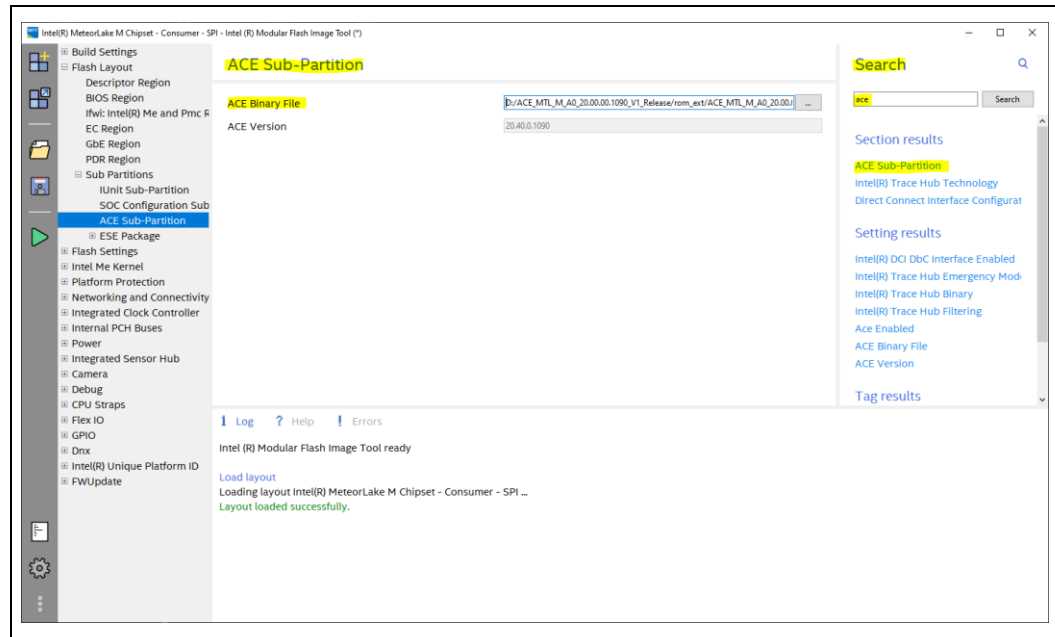 Intel(R) MeteorLake M Chipset - Consumer - SPI - Intel (R) Modular Flash Image Tool (*)
Build Settings
Flash Layout
Descriptor Region
BIOS Region
Ifwi: Intel(R) Me and Pmc R
EC Region
GbE Region
PDR Region
Sub Partitions
IUnit Sub-Partition
SOC Configuration Sub
ACE Sub-Partition
ESE Package
Flash Settings
Intel Me Kernel
Platform Protection
Networking and Connectivity
Integrated Clock Controller
Internal PCH Buses
Power
Integrated Sensor Hub
Camera
Debug
CPU Straps
Flex IO
GPIO
Dnx
Intel(R) Unique Platform ID
FWUpdate
ACE Sub-Partition
ACE Binary File
D:/ACE_MTL_M_A0_20.00.00.1090_V1_Release/rom_ext/ACE_MTL_M_A0_20.00.( ...
ACE Version
20.40.0.1090
Log ? Help ! Errors
Intel (R) Modular Flash Image Tool ready
Load layout
Loading layout Intel(R) MeteorLake M Chipset - Consumer - SPI ...
Layout loaded successfully.
Search
ace
Search
Section results
ACE Sub-Partition
Intel(R) Trace Hub Technology
Direct Connect Interface Configurat
Setting results
Intel(R) DCI DbC Interface Enabled
Intel(R) Trace Hub Emergency Mod
Intel(R) Trace Hub Binary
Intel(R) Trace Hub Filtering
Ace Enabled
ACE Binary File
ACE Version
Tag results